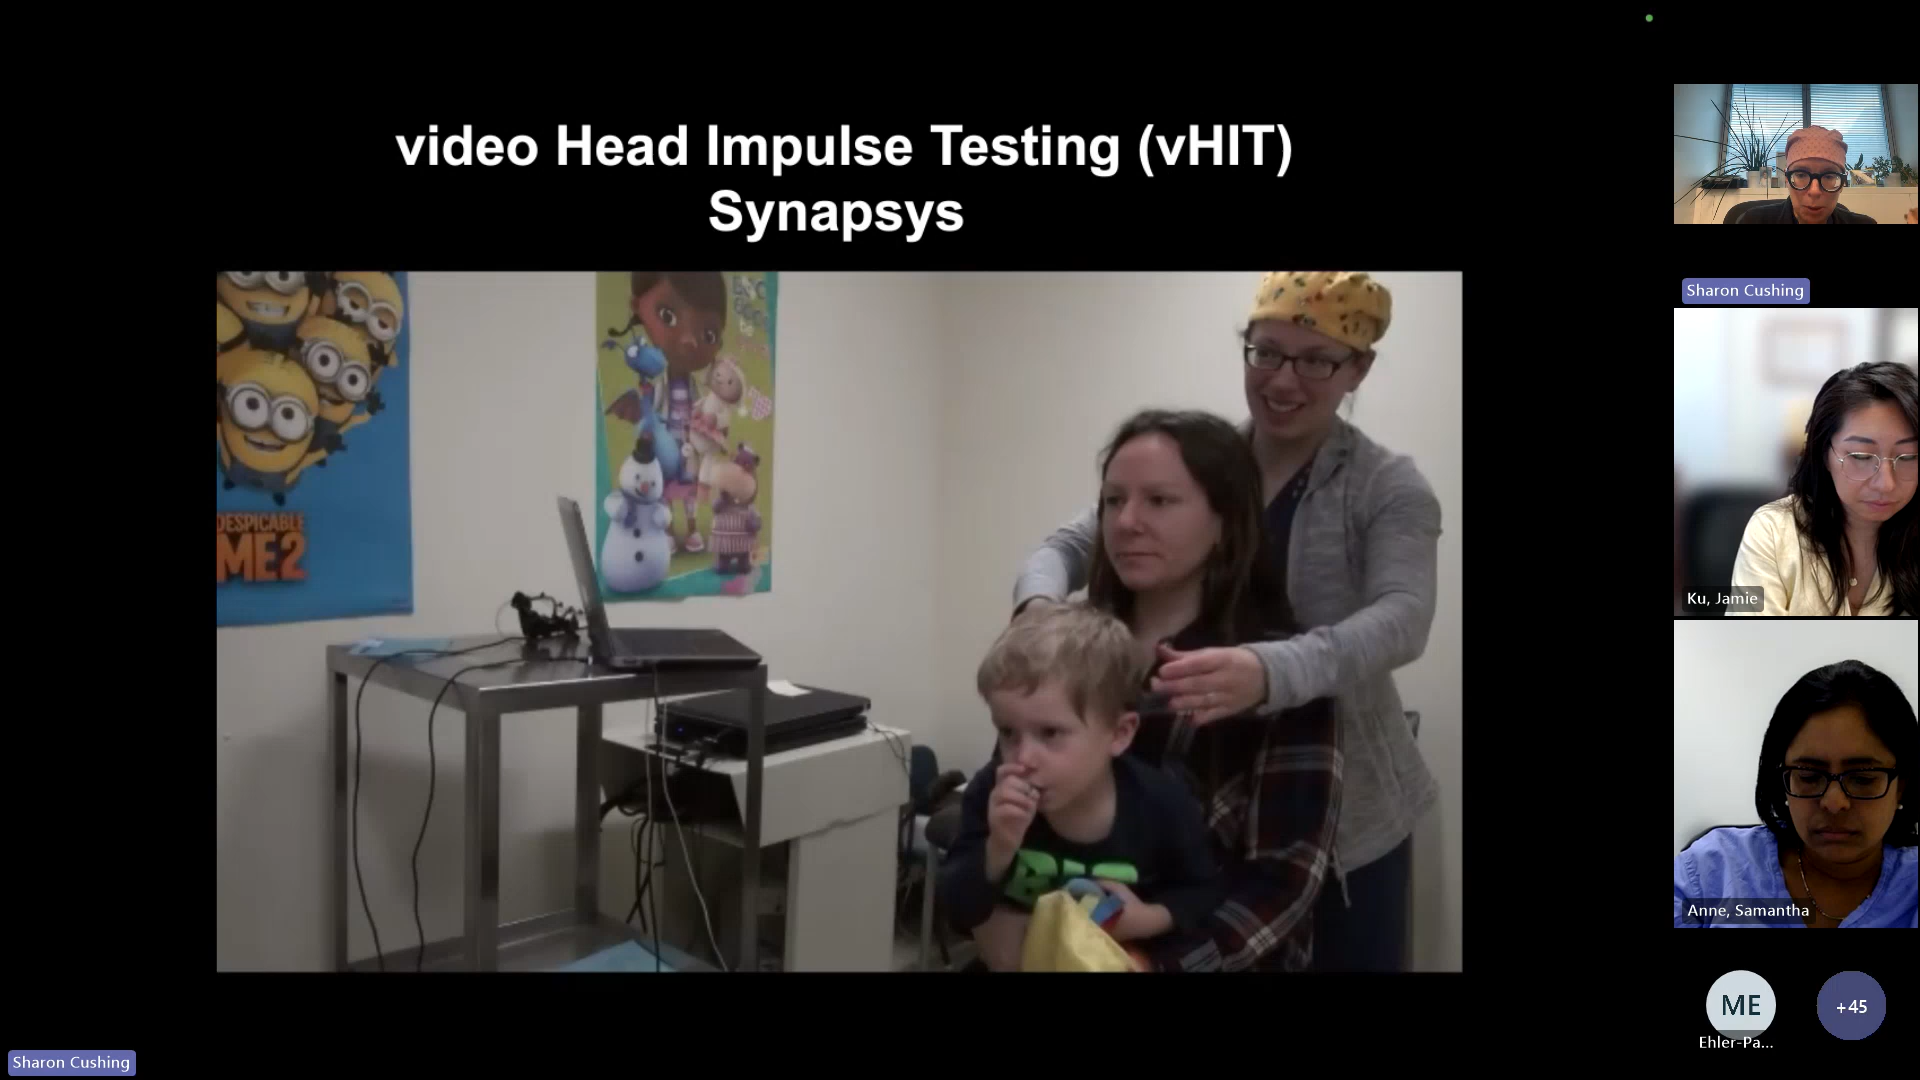 video Head Impulse Testing (vHIT)
Synapsys
DESPICABLE
ME2
Sharon Cushing
Ku, Jamie
Anne, Samantha
ME
+45
Ehler-Pa...
Sharon Cushing